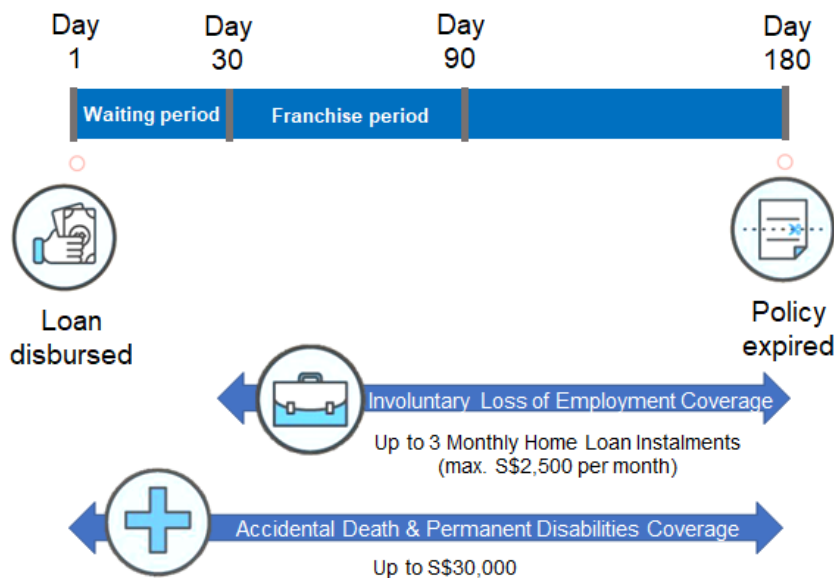 Day
1
Day
30
Day
90
Day
180
Waiting period
Franchise period
Loan
disbursed
Policy
expired
Involuntary Loss of Employment Coverage
Up to 3 Monthly Home Loan Instalments
(max. S$2,500 per month)
Accidental Death & Permanent Disabilities Coverage
Up to S$30,000